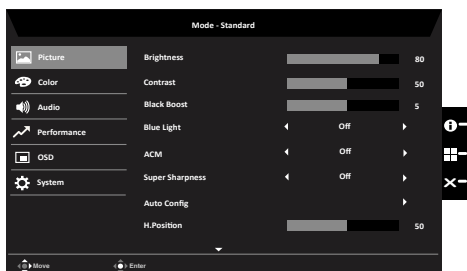 Mode - Standard
Picture
Color
Audio
Performance
OSD
System
Brightness 80
Contrast 50
Black Boost 5
Blue Light Off
ACM Off
Super Sharpness Off
Auto Config
H.Position 50
Move Enter